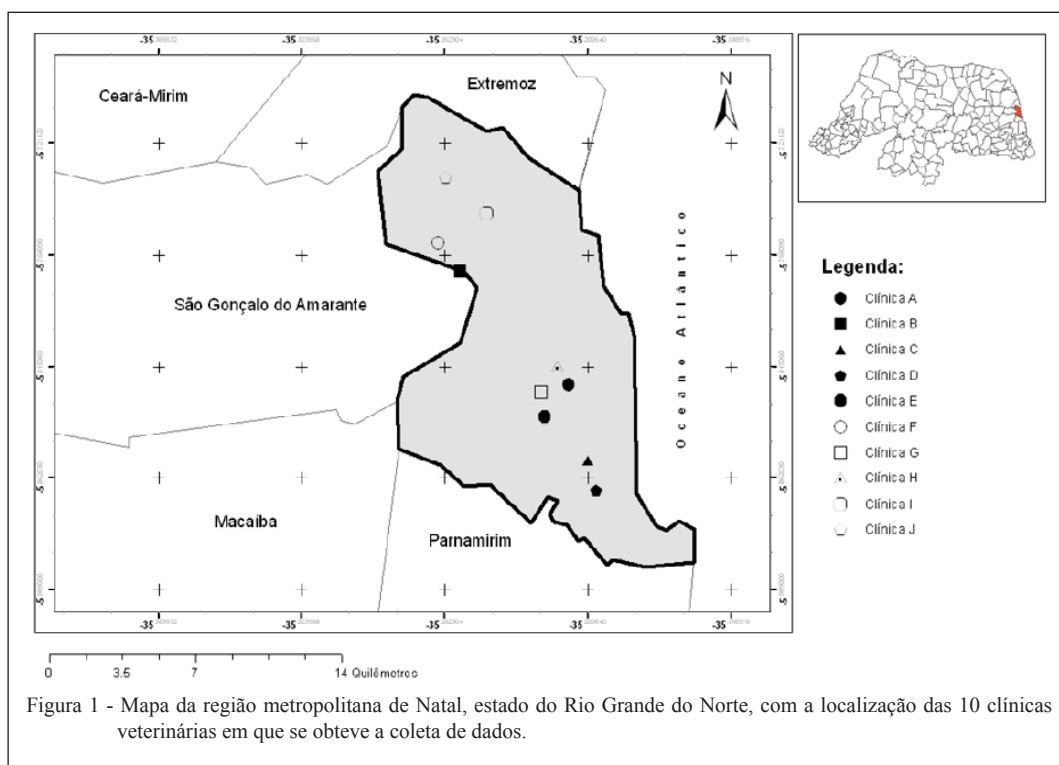 Ceará-Mirim
Extremoz
N
São Gonçalo do Amarante
Oceano Atlântico
Macaíba
Parnamirim
0 3.5 7 14 Quilômetros
Legenda:
Clínica A
Clínica B
Clínica C
Clínica D
Clínica E
Clínica F
Clínica G
Clínica H
Clínica I
Clínica J
Figura 1 - Mapa da região metropolitana de Natal, estado do Rio Grande do Norte, com a localização das 10 clínicas
veterinárias em que se obteve a coleta de dados.